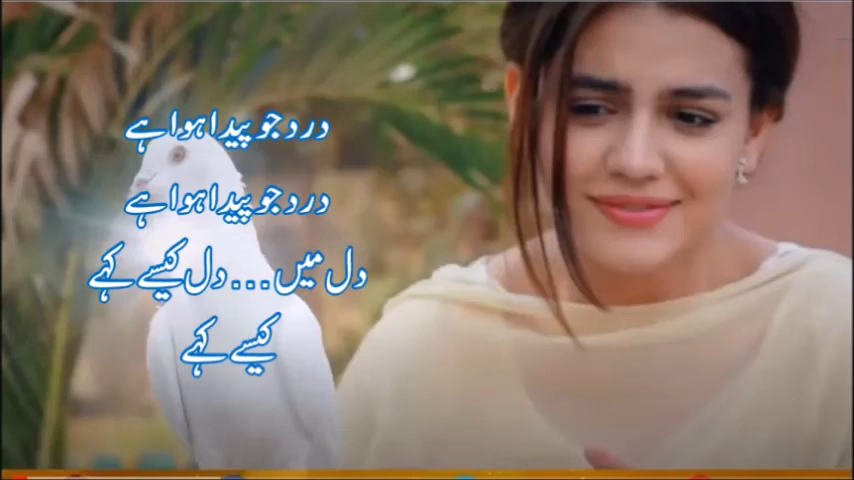 درد جو پیدا ہوا ہے
درد جو پیدا ہوا ہے
دل میں... دل کیسے کہے
کیسے کہے